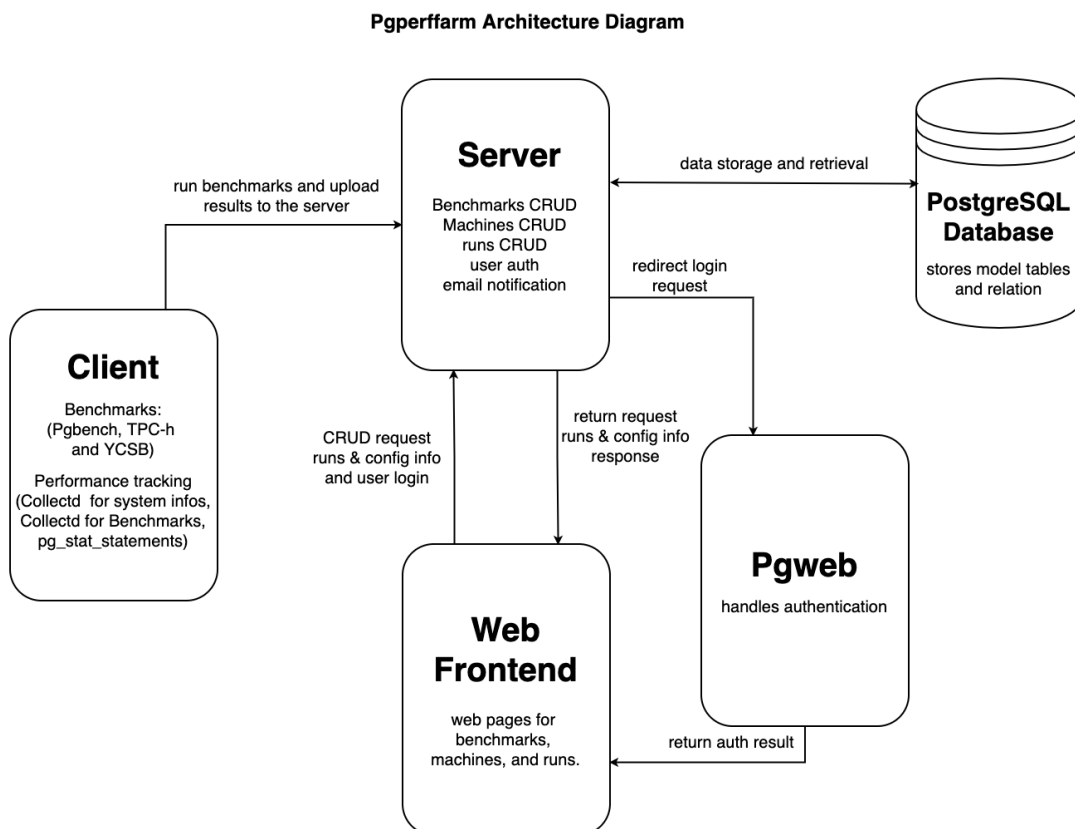 Pgperffarm Architecture Diagram
Server
Benchmarks CRUD
Machines CRUD
runs CRUD
user auth
email notification
data storage and retrieval
PostgreSQL
Database
stores model tables
and relation
run benchmarks and upload
results to the server
redirect login
request
Client
Benchmarks:
(Pgbench, TPC-h
and YCSB)
Performance tracking
(Collectd for system infos,
Collectd for Benchmarks,
pg_stat_statements)
CRUD request
runs & config info
and user login
return request
runs & config info
response
Pgweb
handles authentication
Web
Frontend
web pages for
benchmarks,
machines, and runs.
return auth result